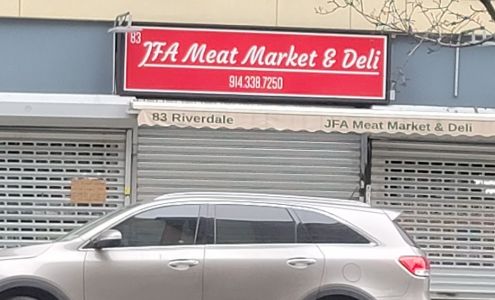 83
JFA Meat Market & Deli
914.338.7250
83 Riverdale JFA Meat Market & Deli